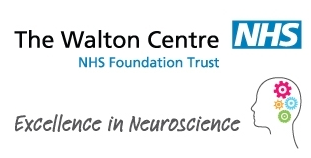 The Walton Centre NHS
NHS Foundation Trust
Excellence in Neuroscience